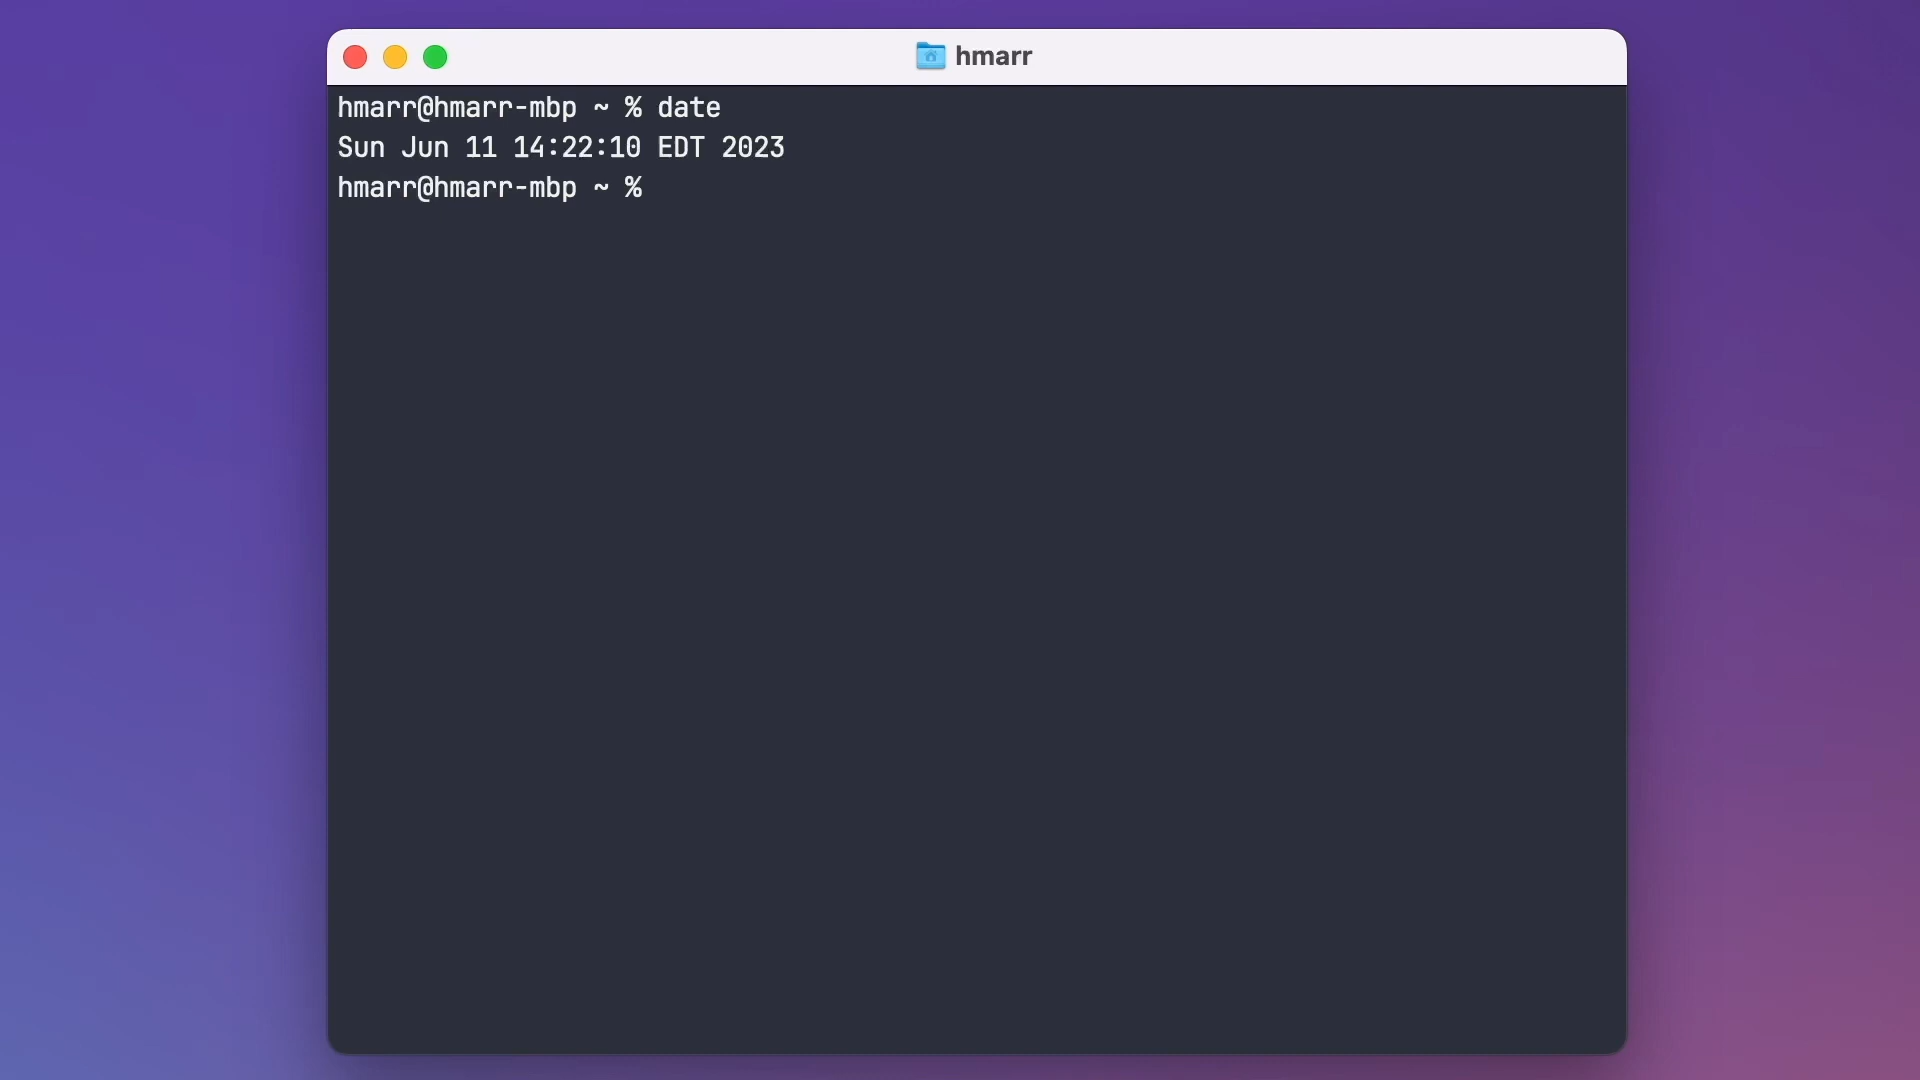 hmarr
hmarr@hmarr-mbp ~ % date
Sun Jun 11 14:22:10 EDT 2023
hmarr@hmarr-mbp ~ %